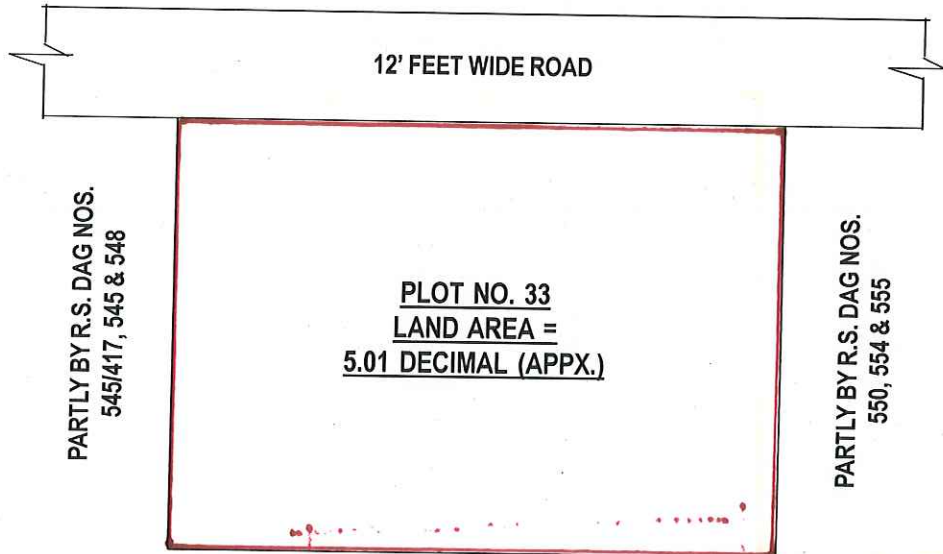 12' FEET WIDE ROAD
PARTLY BY R.S. DAG NOS.
545/417, 545 & 548
PLOT NO. 33
LAND AREA =
5.01 DECIMAL (APPX.)
PARTLY BY R.S. DAG NOS.
550, 554 & 555